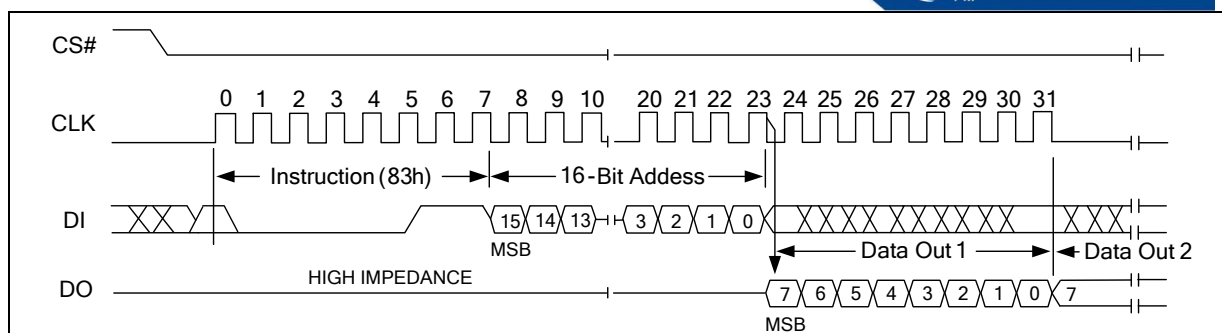 CS#
0 1 2 3 4 5 6 7 8 9 10 20 21 22 23 24 25 26 27 28 29 30 31
CLK
Instruction (83h) 16-Bit Addess
DI 15 14 13 3 2 1 0
MSB Data Out 1 Data Out 2
HIGH IMPEDANCE
DO 7 6 5 4 3 2 1 0 7
MSB